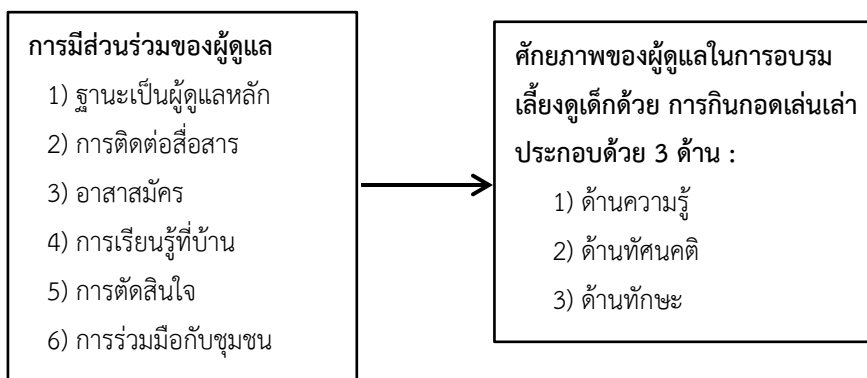 การมีส่วนร่วมของผู้ดูแล
1) ฐานะเป็นผู้ดูแลหลัก
2) การติดต่อสื่อสาร
3) อาสาสมัคร
4) การเรียนรู้ที่บ้าน
5) การตัดสินใจ
6) การร่วมมือกับชุมชน
ศักยภาพของผู้ดูแลในการอบรม
เลี้ยงดูเด็กด้วย การกินกอดเล่นเล่า
ประกอบด้วย 3 ด้าน :
1) ด้านความรู้
2) ด้านทัศนคติ
3) ด้านทักษะ